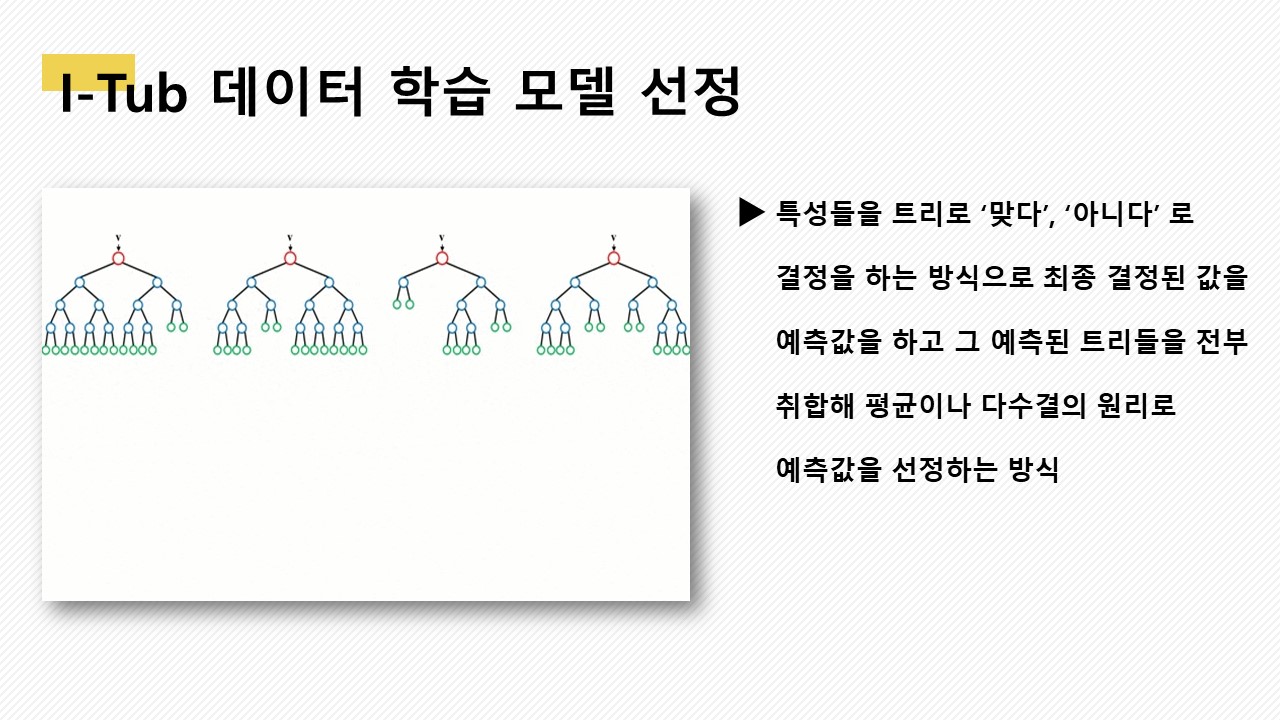 I-Tub 데이터 학습 모델 선정
v v v v
▶ 특성들을 트리로 ‘맞다’, ‘아니다’ 로
결정을 하는 방식으로 최종 결정된 값을
예측값을 하고 그 예측된 트리들을 전부
취합해 평균이나 다수결의 원리로
예측값을 선정하는 방식